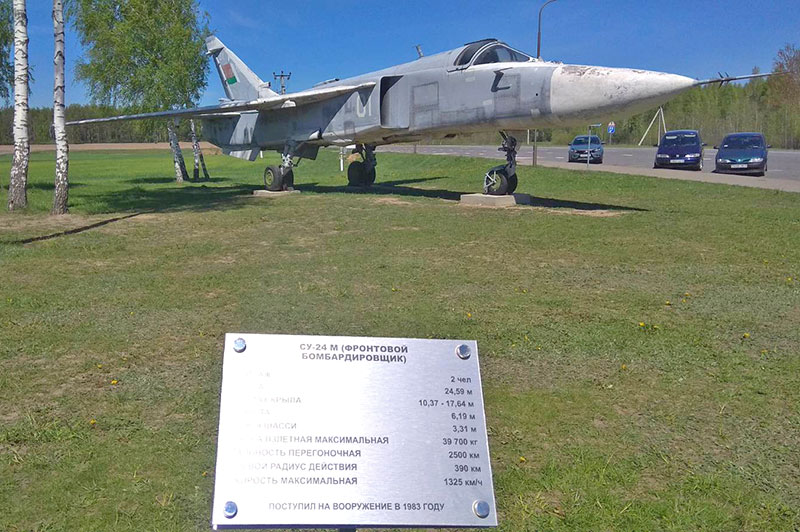 СУ-24 М (ФРОНТОВОЙ
БОМБАРДИРОВЩИК)
2 чел
24,59 м
10,37 - 17,64 м
6,19 м
3,31 м
МАКСИМАЛЬНАЯ 39 700 кг
ПЕРЕГОНОЧНАЯ 2500 км
РАДИУС ДЕЙСТВИЯ 390 км
МАКСИМАЛЬНАЯ 1325 км/ч
ПОСТУПИЛ НА ВООРУЖЕНИЕ В 1983 ГОДУ